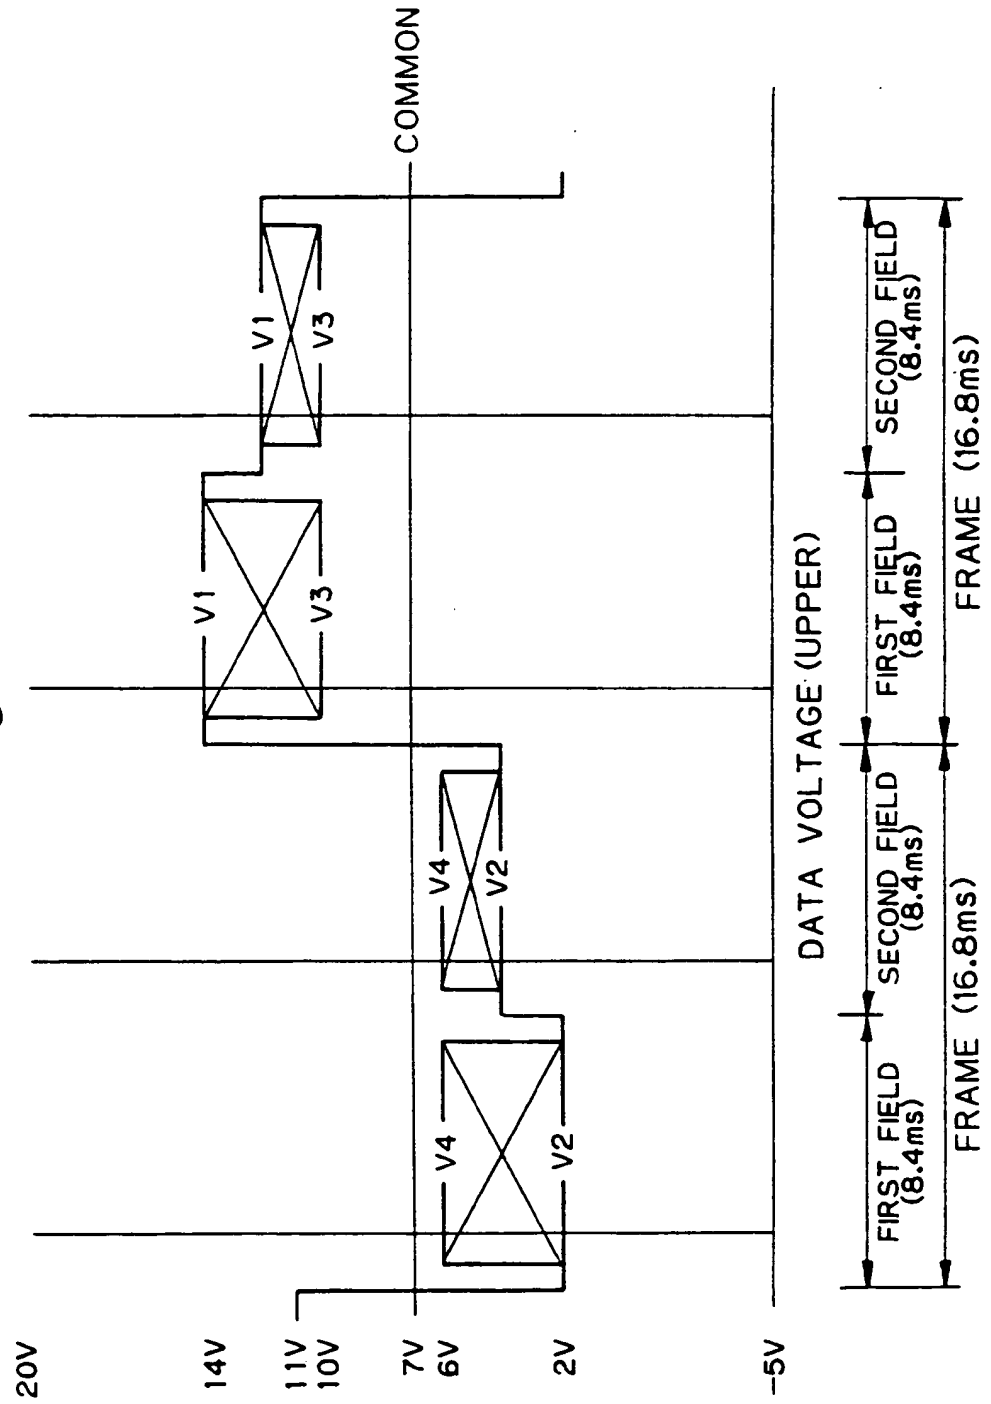 20V
14V
11V
10V
7V
6V
2V
-5V
COMMON
V4
V2
V4
V2
V1
V3
V1
V3
DATA VOLTAGE (UPPER)
FIRST FIELD
(8.4ms)
SECOND FIELD
(8.4ms)
FIRST FIELD
(8.4ms)
SECOND FIELD
(8.4ms)
FRAME (16.8ms)
FRAME (16.8ms)